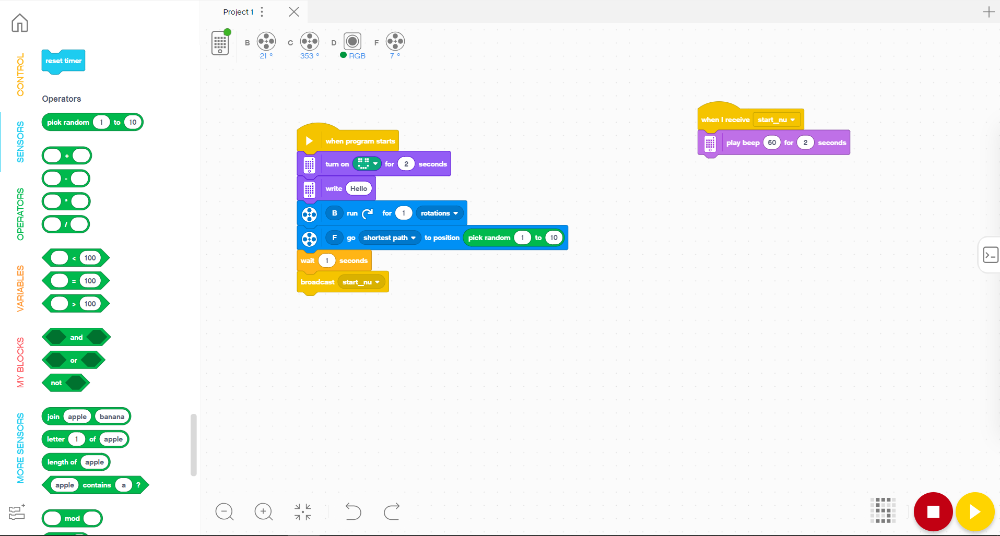 Project 1
B
21 °
C
353 °
D
RGB
F
7 °
CONTROL
SENSORS
OPERATORS
VARIABLES
MY BLOCKS
MORE SENSORS
reset timer
Operators
pick random 1 to 10
+
-
*
/
< 100
= 100
> 100
and
or
not
join apple banana
letter 1 of apple
length of apple
apple contains a ?
mod
when program starts
turn on for 2 seconds
write Hello
B run for 1 rotations
F go shortest path to position pick random 1 to 10
wait 1 seconds
broadcast start_nu
when I receive start_nu
play beep 60 for 2 seconds